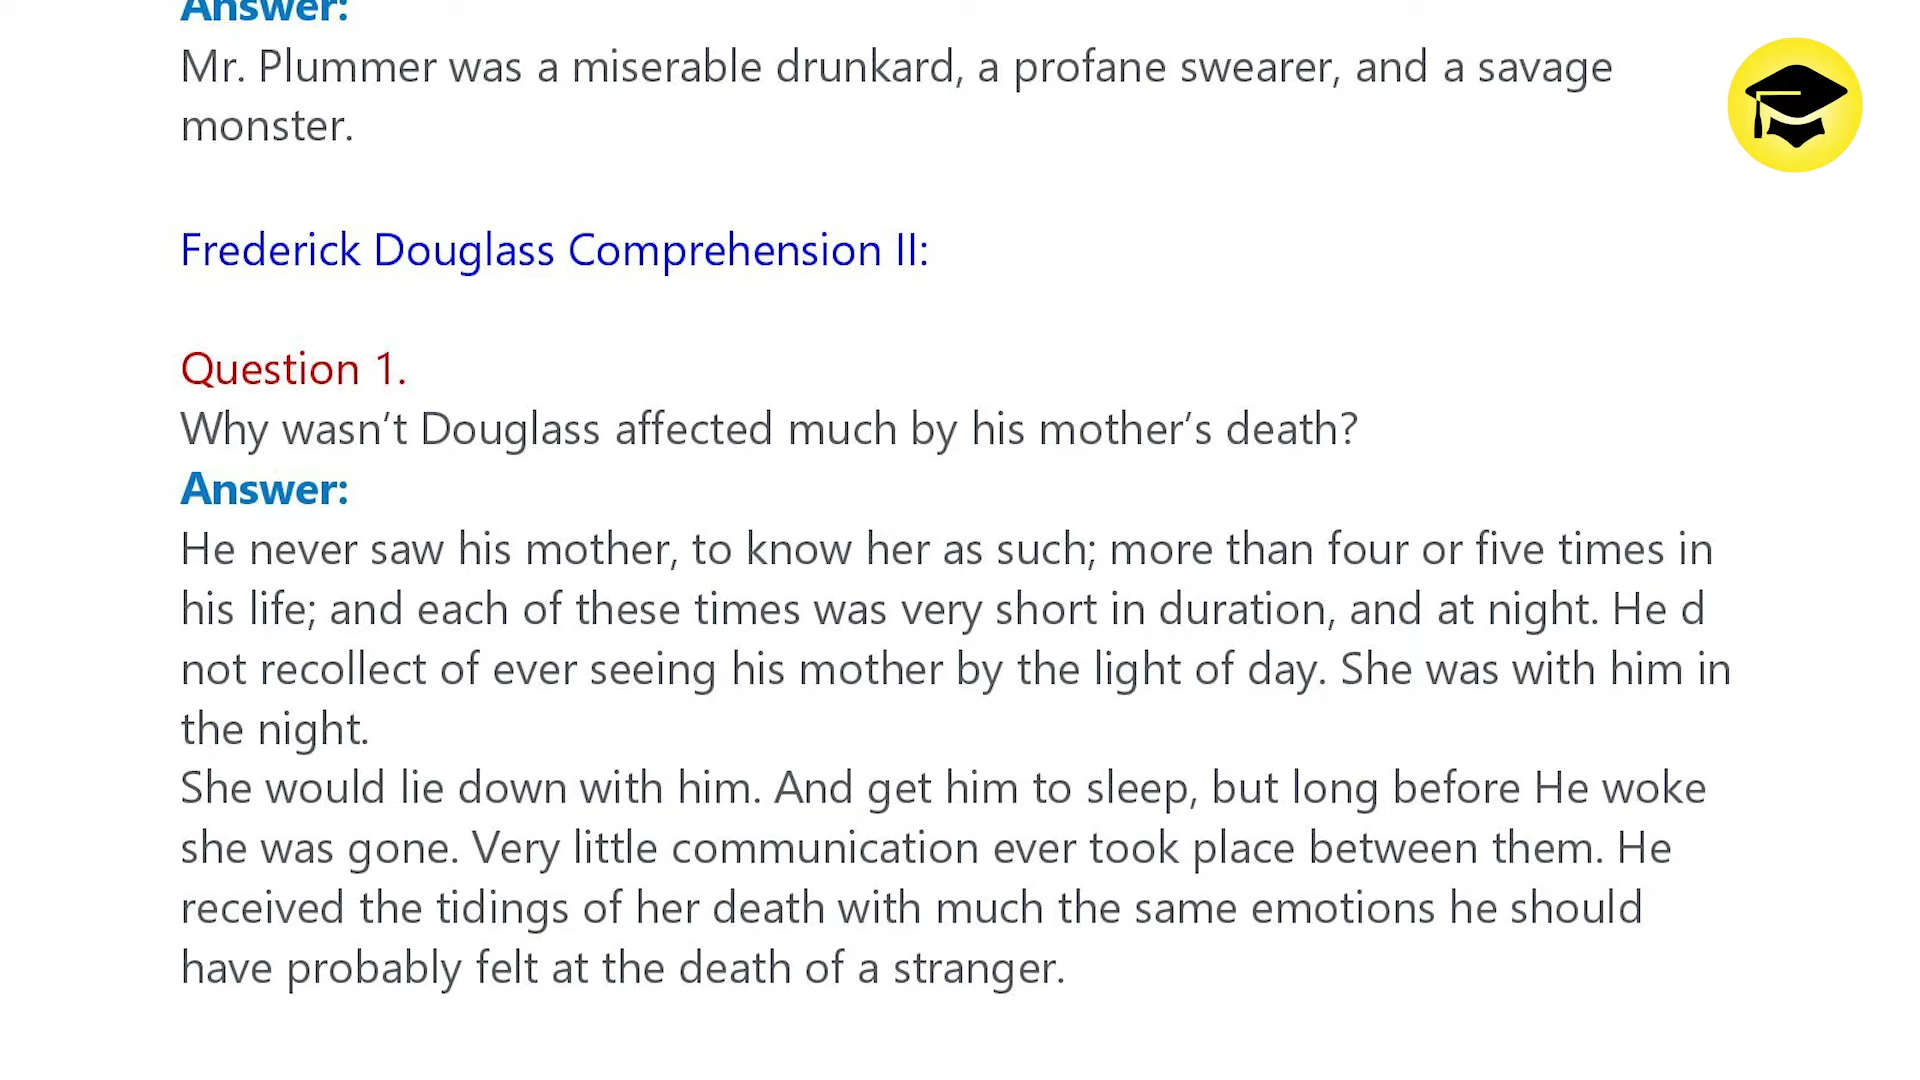 Answer:
Mr. Plummer was a miserable drunkard, a profane swearer, and a savage
monster.
Frederick Douglass Comprehension II:
Question 1.
Why wasn’t Douglass affected much by his mother’s death?
Answer:
He never saw his mother, to know her as such; more than four or five times in
his life; and each of these times was very short in duration, and at night. He d
not recollect of ever seeing his mother by the light of day. She was with him in
the night.
She would lie down with him. And get him to sleep, but long before He woke
she was gone. Very little communication ever took place between them. He
received the tidings of her death with much the same emotions he should
have probably felt at the death of a stranger.